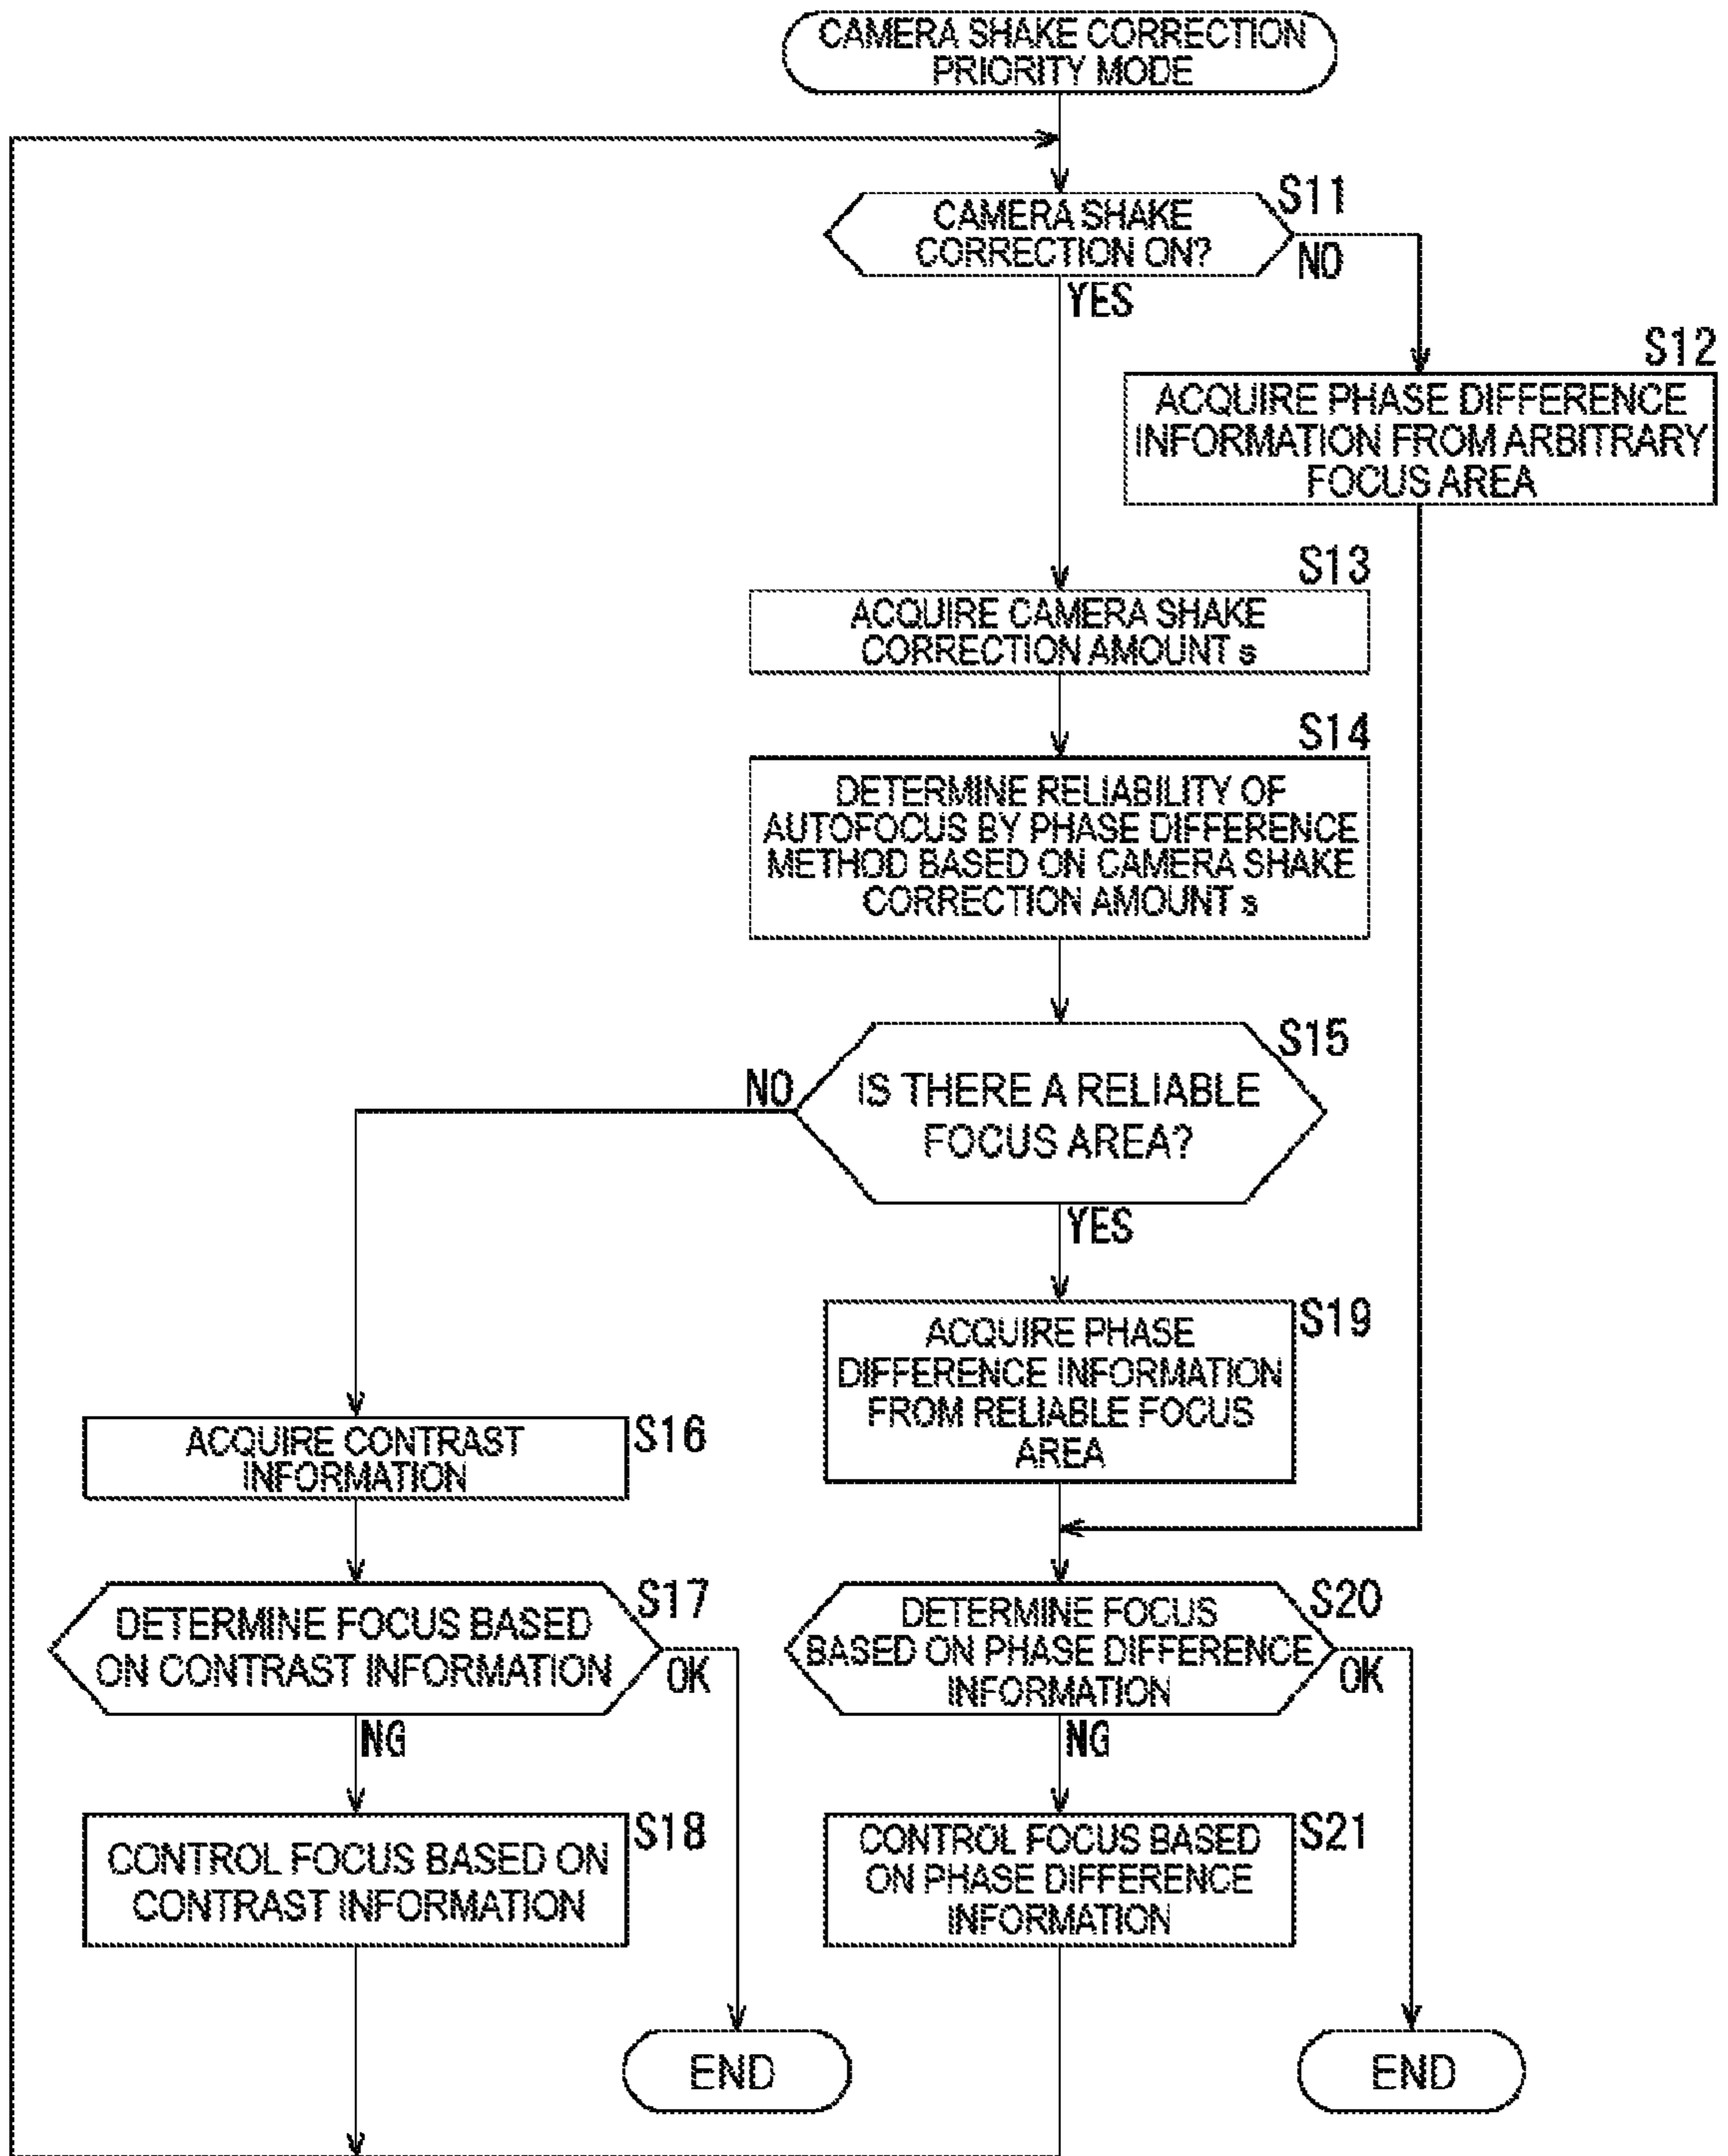 CAMERA SHAKE CORRECTION
PRIORITY MODE
S11
CAMERA SHAKE
CORRECTION ON?
NO
YES
S12
ACQUIRE PHASE DIFFERENCE
INFORMATION FROM ARBITRARY
FOCUS AREA
S13
ACQUIRE CAMERA SHAKE
CORRECTION AMOUNT s
S14
DETERMINE RELIABILITY OF
AUTOFOCUS BY PHASE DIFFERENCE
METHOD BASED ON CAMERA SHAKE
CORRECTION AMOUNT s
S15
NO
IS THERE A RELIABLE
FOCUS AREA?
YES
S19
ACQUIRE PHASE
DIFFERENCE INFORMATION
FROM RELIABLE FOCUS
AREA
S16
ACQUIRE CONTRAST
INFORMATION
S17
DETERMINE FOCUS BASED
ON CONTRAST INFORMATION
OK
NG
S20
DETERMINE FOCUS
BASED ON PHASE DIFFERENCE
INFORMATION
OK
NG
S18
CONTROL FOCUS BASED ON
CONTRAST INFORMATION
S21
CONTROL FOCUS BASED
ON PHASE DIFFERENCE
INFORMATION
END
END